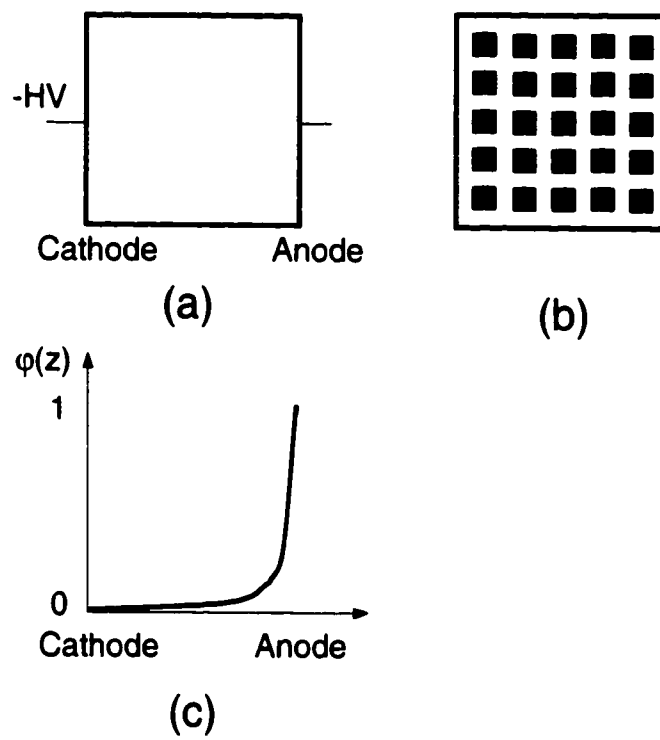 -HV
Cathode Anode
(a)
(b)
φ(z)
1
0
Cathode Anode
(c)